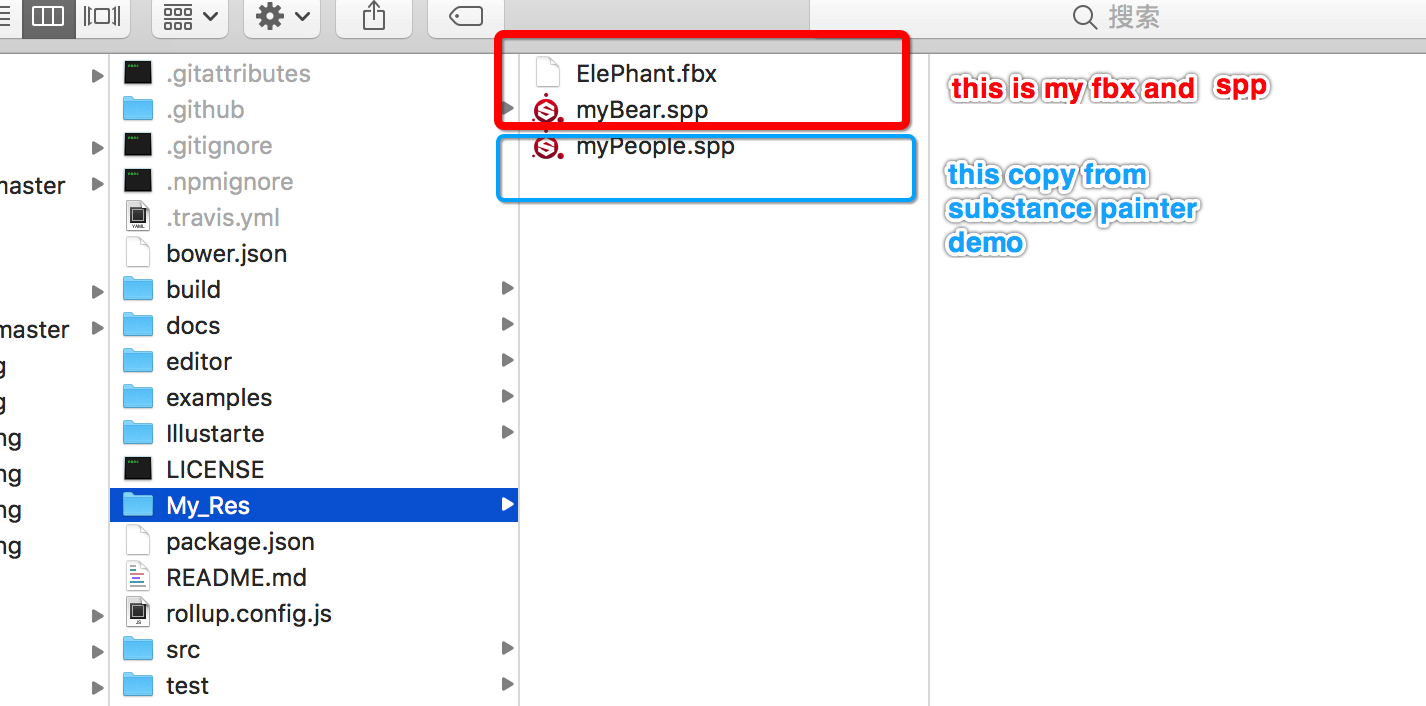 搜索
master
master
g
g
ng
ng
ng
ng
.gitattributes
.github
.gitignore
.npmignore
.travis.yml
bower.json
build
docs
editor
examples
Illustarte
LICENSE
My_Res
package.json
README.md
rollup.config.js
src
test
ElePhant.fbx
myBear.spp
myPeople.spp
this is my fbx and spp
this copy from
substance painter
demo